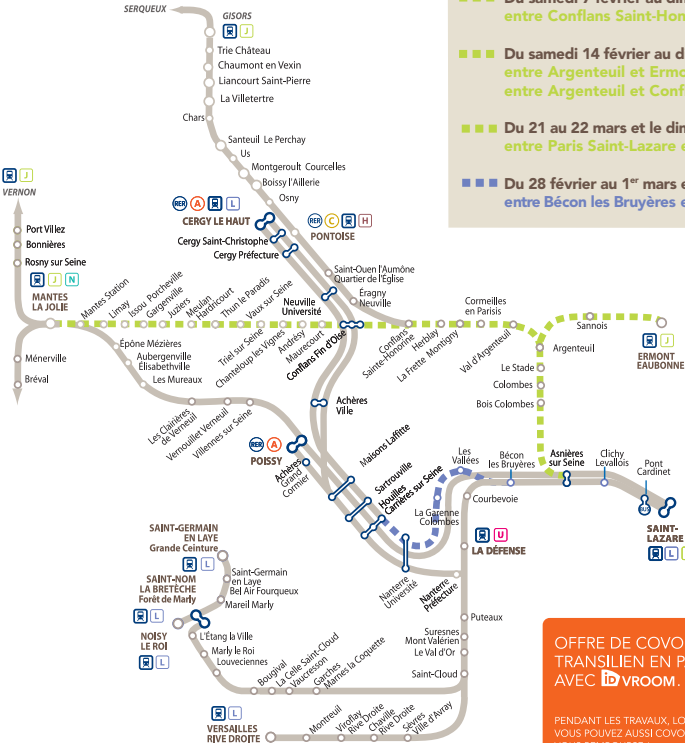 SERQUEUX
GISORS
J
Trie Château
Chaumont en Vexin
Liancourt Saint-Pierre
La Villetertre
Chars
Santeuil Le Perchay
Us
Montgeroult Courcelles
Boissy l'Aillerie
Osny
RER A L
CERGY LE HAUT
Cergy Saint-Christophe
Cergy Préfecture
RER C H
PONTOISE
Saint-Ouen l'Aumône
Quartier de l'Église
Éragny
Neuville
Neuville
Université
J
VERNON
Port Villez
Bonnières
Rosny sur Seine
J N
MANTES
LA JOLIE
Ménerville
Bréval
Mantes Station
Limay
Issou Porcheville
Gargenville
Juziers
Meulan
Hardricourt
Thun le Paradis
Vaux sur Seine
Triel sur Seine
Chanteloup les Vignes
Andrésy
Maurecourt
Conflans Fin d'Oise
Conflans
Sainte-Honorine
Herblay
La Frette Montigny
Cormeilles
en Parisis
Val d'Argenteuil
Argenteuil
Sannois
J
ERMONT
EAUBONNE
Le Stade
Colombes
Bois Colombes
Épône Mézières
Aubergenville
Élisabethville
Les Mureaux
Les Clairières
de Verneuil
Vernouillet Verneuil
Villennes sur Seine
RER A
POISSY
Achères
Grand
Cormier
Achères
Ville
Maisons Laffitte
Sartrouville
Houilles
Carrières sur Seine
La Garenne
Colombes
Les
Vallées
Bécon
les Bruyères
Asnières
sur Seine
Clichy
Levallois
Pont
Cardinet
BUS
SAINT-
LAZARE
L
Courbevoie
U
LA DÉFENSE
Nanterre
Université
Nanterre
Préfecture
Puteaux
Suresnes
Mont Valérien
Le Val d'Or
Saint-Cloud
SAINT-GERMAIN
EN LAYE
Grande Ceinture
L
Saint-Germain
en Laye
Bel Air Fourqueux
Mareil Marly
SAINT-NOM
LA BRETÈCHE
Forêt de Marly
L
NOISY
LE ROI
L
L'Étang la Ville
Marly le Roi
Louveciennes
Bougival
La Celle Saint-Cloud
Vaucresson
Garches
Marnes la Coquette
L
VERSAILLES
RIVE DROITE
Montreuil
Viroflay
Rive Droite
Chaville
Rive Droite
Sèvres
Ville d'Avray
entre Conflans Saint-Hon
Du samedi 14 février au d
entre Argenteuil et Ermo
entre Argenteuil et Conf
Du 21 au 22 mars et le dim
entre Paris Saint-Lazare e
Du 28 février au 1er mars e
entre Bécon les Bruyères e
OFFRE DE COVO
TRANSILIEN EN PA
AVEC iD VROOM.
PENDANT LES TRAVAUX, LO
VOUS POUVEZ AUSSI COVO